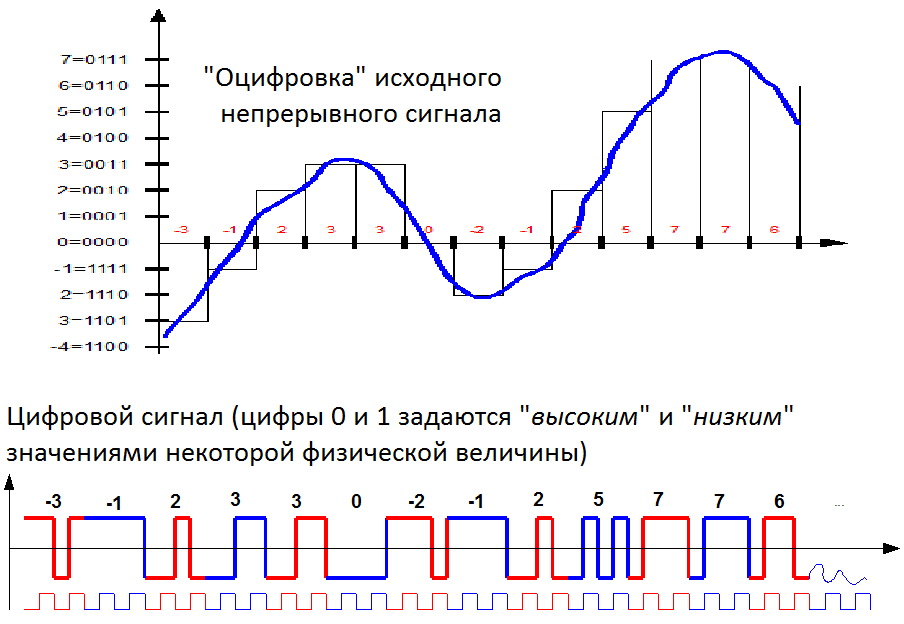 "Оцифровка" исходного
непрерывного сигнала
7=0111
6=0110
5=0101
4=0100
3=0011
2=0010
1=0001
-3 -1 2 3 3 0 -2 -1 2 5 7 7 6
0=0000
-1=1111
2-1110
3-1101
-4=1100
Цифровой сигнал (цифры 0 и 1 задаются "высоким" и "низким"
значениями некоторой физической величины)
-3 -1 2 3 3 0 -2 -1 2 5 7 7 6 ...